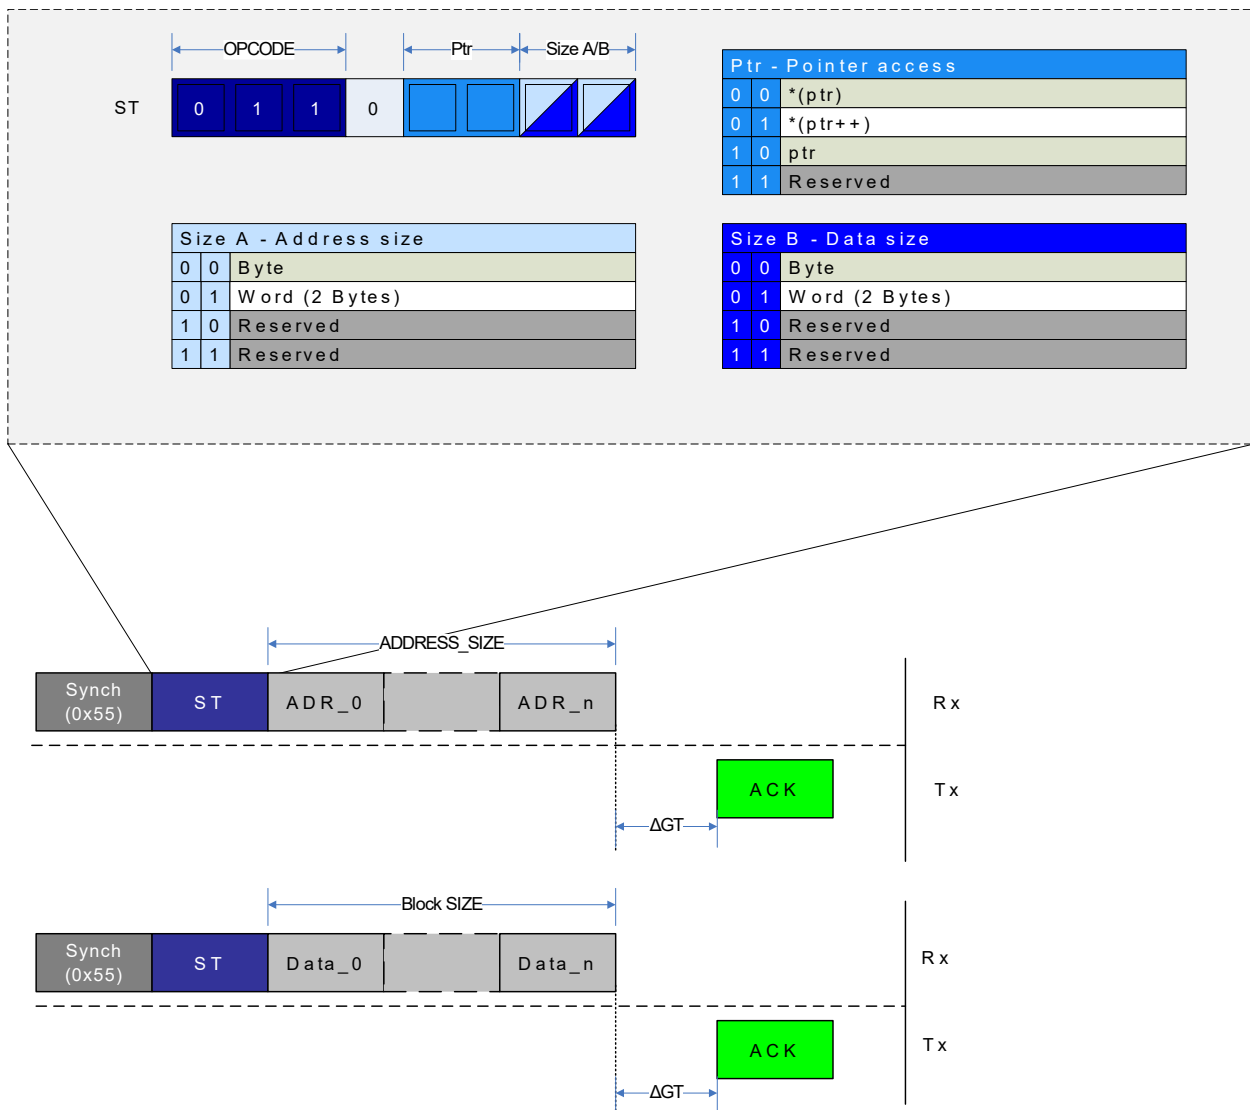 OPCODE Ptr Size A/B
ST 0 1 1 0
Ptr - Pointer access
0 0 *(ptr)
0 1 *(ptr++)
1 0 ptr
1 1 Reserved
Size A - Address size
0 0 Byte
0 1 Word (2 Bytes)
1 0 Reserved
1 1 Reserved
Size B - Data size
0 0 Byte
0 1 Word (2 Bytes)
1 0 Reserved
1 1 Reserved
ADDRESS_SIZE
Synch
(0x55)
ST ADR_0 ADR_n Rx
ACK Tx
ΔGT
Block SIZE
Synch
(0x55)
ST Data_0 Data_n Rx
ACK Tx
ΔGT